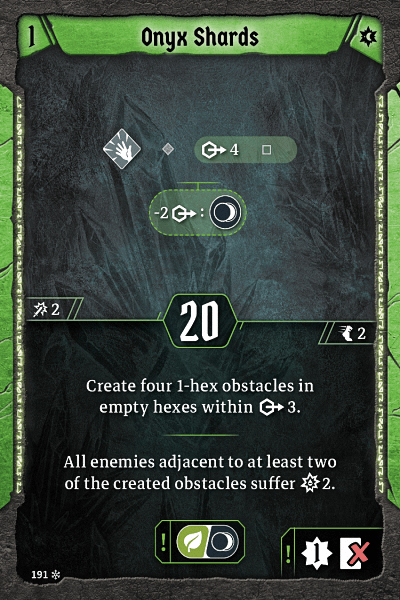 1
Onyx Shards
4
-2 :
2
20
2
Create four 1-hex obstacles in
empty hexes within 3.
All enemies adjacent to at least two
of the created obstacles suffer 2.
! ! 1
191